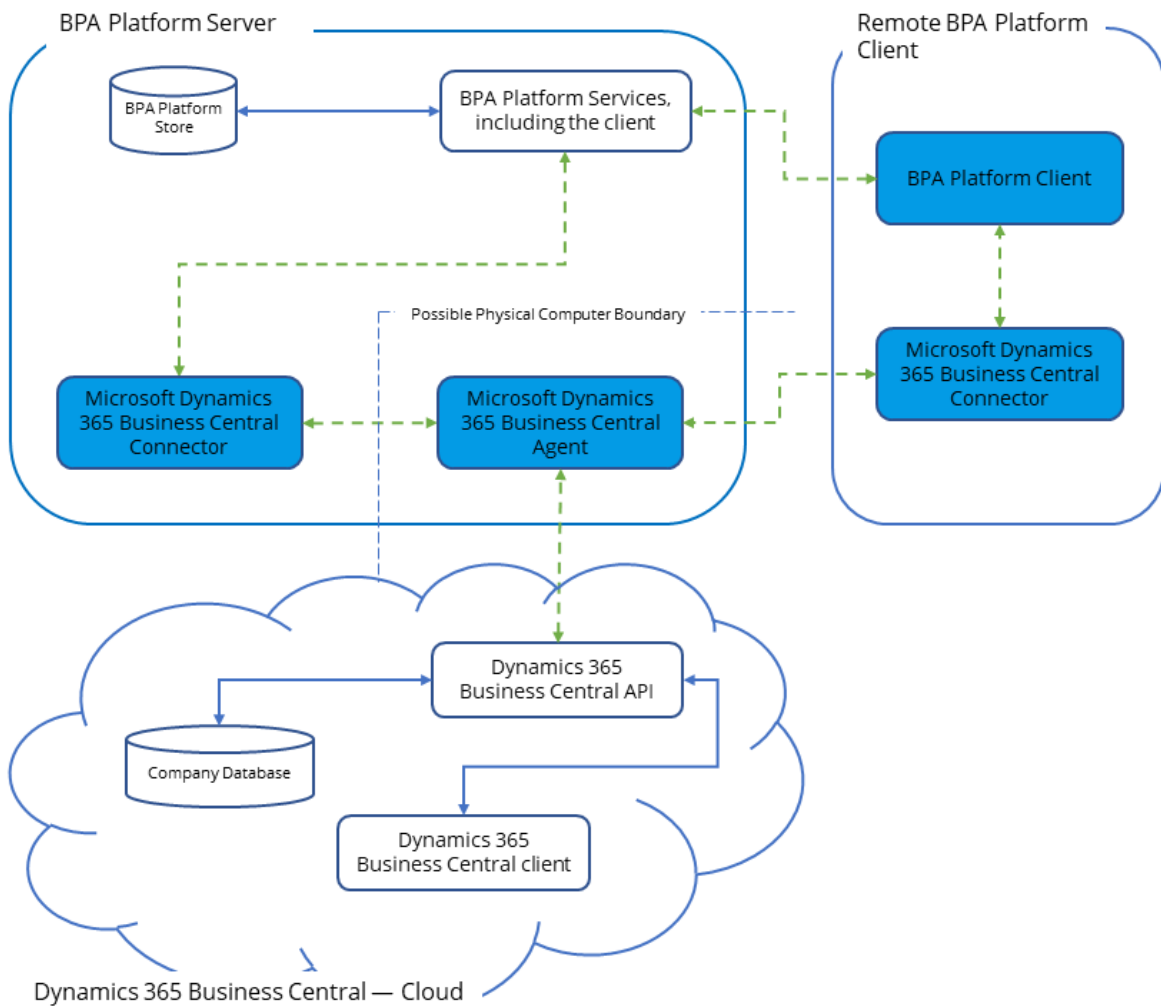 BPA Platform Server
Remote BPA Platform
Client
BPA Platform
Store
BPA Platform Services,
including the client
BPA Platform Client
Possible Physical Computer Boundary
Microsoft Dynamics
365 Business Central
Connector
Microsoft Dynamics
365 Business Central
Agent
Microsoft Dynamics
365 Business Central
Connector
Dynamics 365
Business Central API
Company Database
Dynamics 365
Business Central client
Dynamics 365 Business Central — Cloud